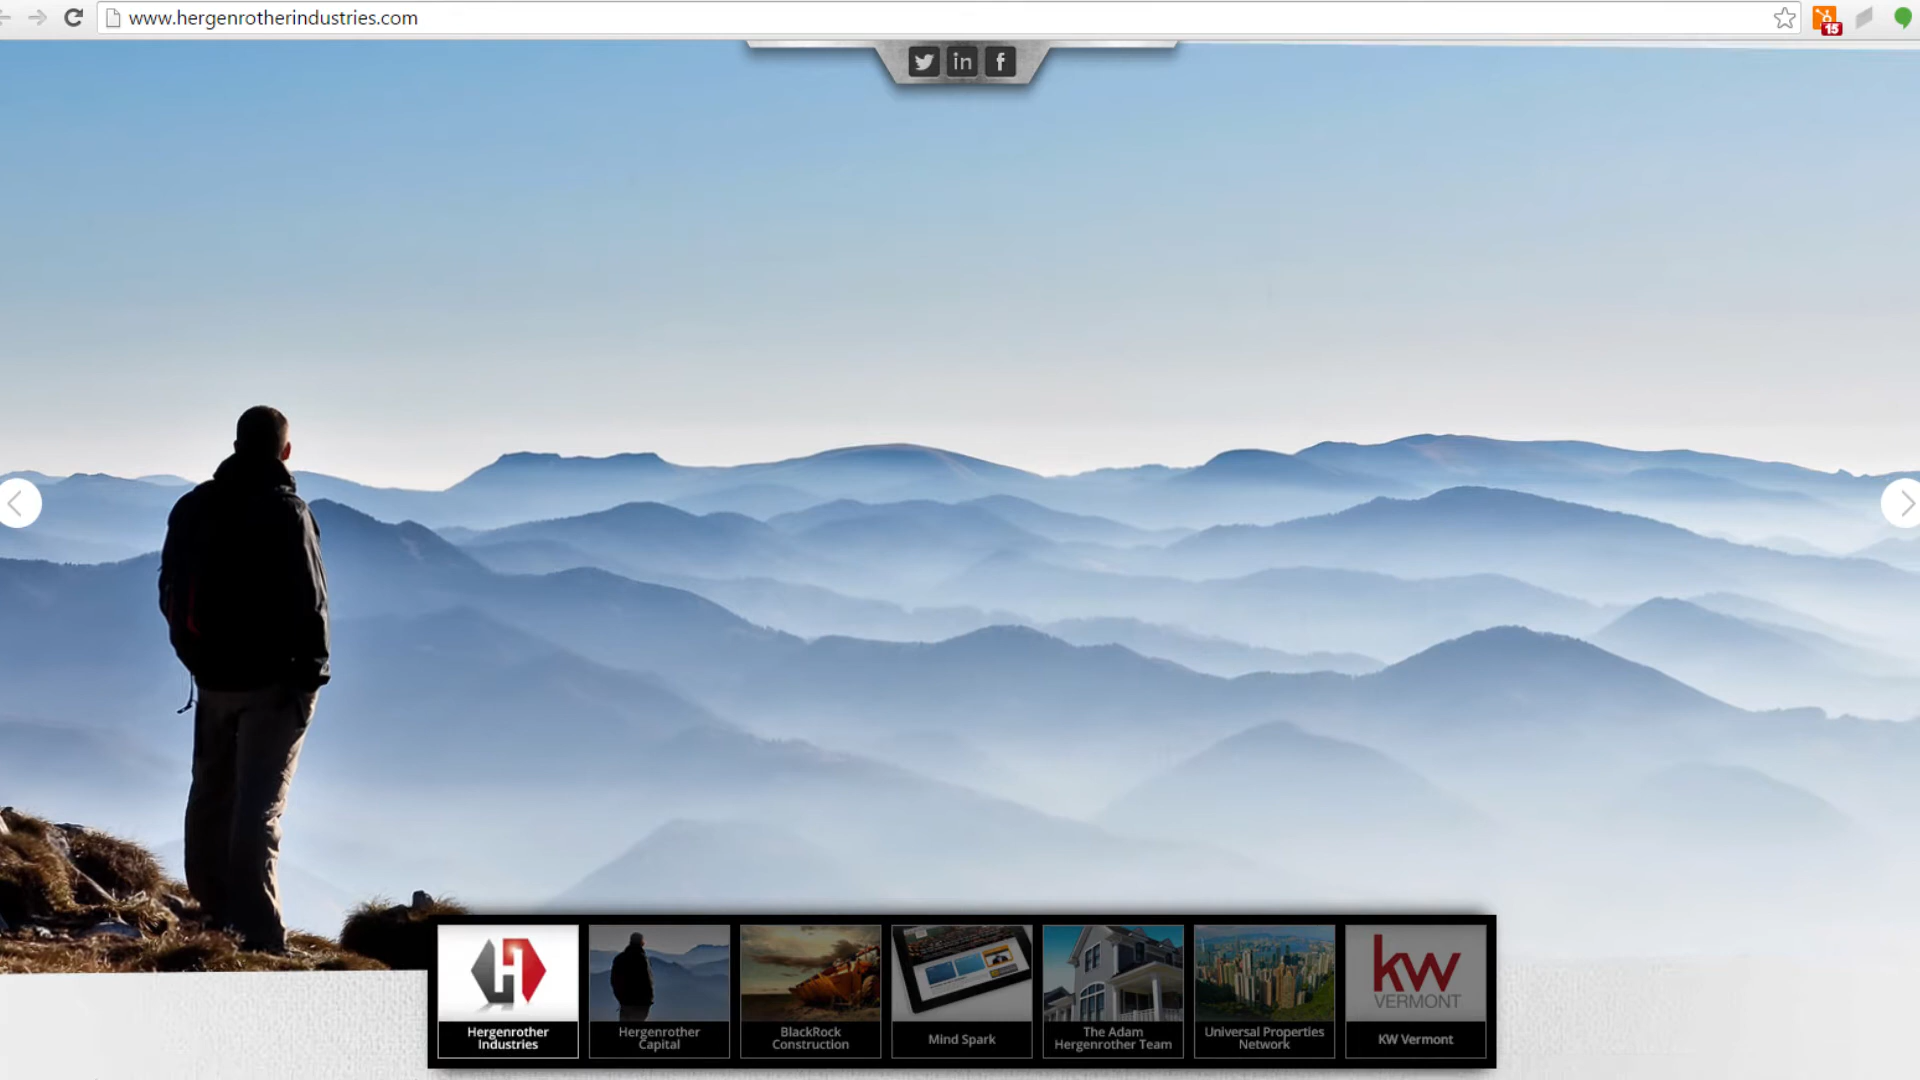 www.hergenrotherindustries.com
15
in
f
Hergenrother
Industries
Hergenrother
Capital
BlackRock
Construction
Mind Spark
The Adam
Hergenrother Team
Universal Properties
Network
kw
VERMONT
KW Vermont